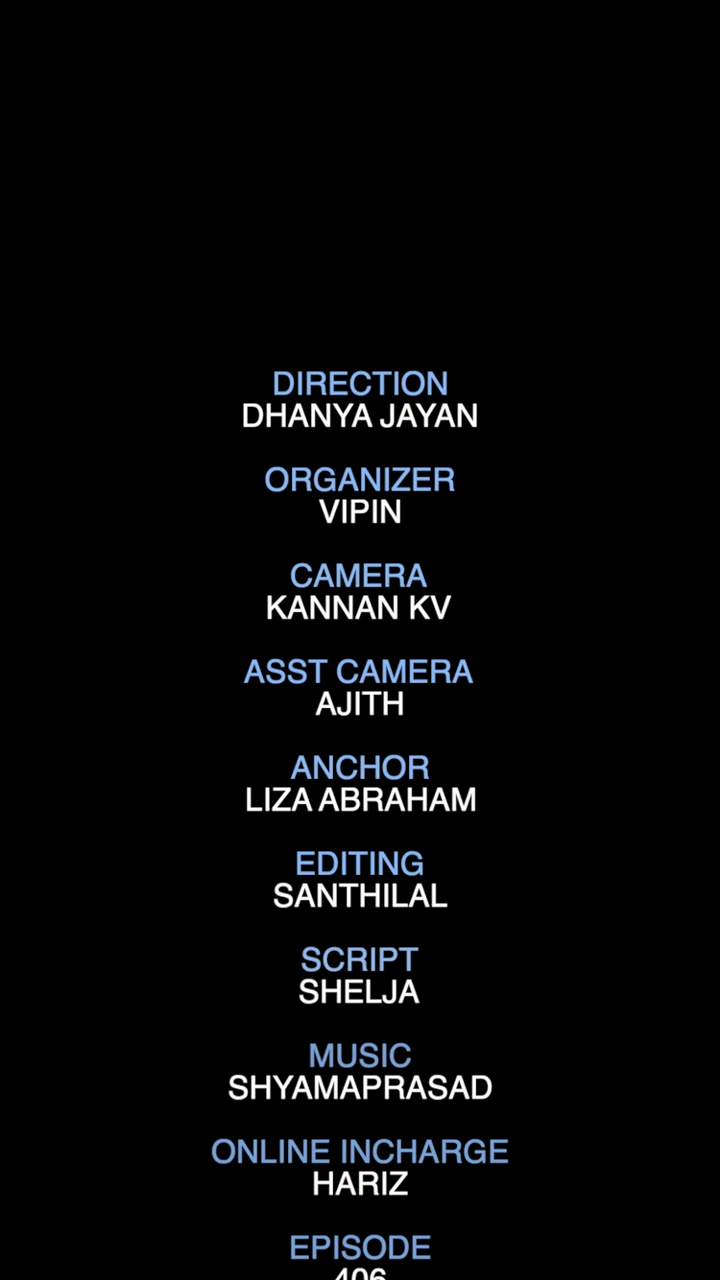 DIRECTION
DHANYA JAYAN
ORGANIZER
VIPIN
CAMERA
KANNAN KV
ASST CAMERA
AJITH
ANCHOR
LIZA ABRAHAM
EDITING
SANTHILAL
SCRIPT
SHELJA
MUSIC
SHYAMAPRASAD
ONLINE INCHARGE
HARIZ
EPISODE
406